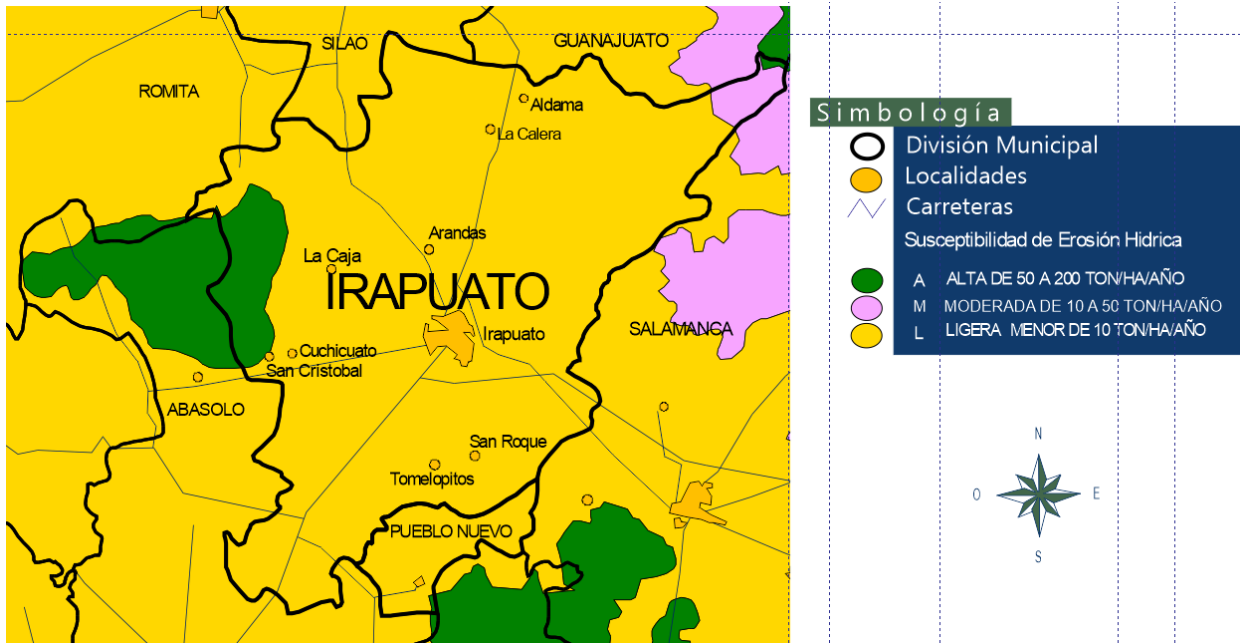 SILAO
GUANAJUATO
ROMITA
Aldama
La Calera
Arandas
La Caja
IRAPUATO
Irapuato
SALAMANCA
Cuchicuato
San Cristobal
ABASOLO
San Roque
Tomelopitos
PUEBLO NUEVO
Simbología
División Municipal
Localidades
Carreteras
Susceptibilidad de Erosión Hidrica
A ALTA DE 50 A 200 TON/HA/AÑO
M MODERADA DE 10 A 50 TON/HA/AÑO
L LIGERA MENOR DE 10 TON/HA/AÑO
N
O E
S